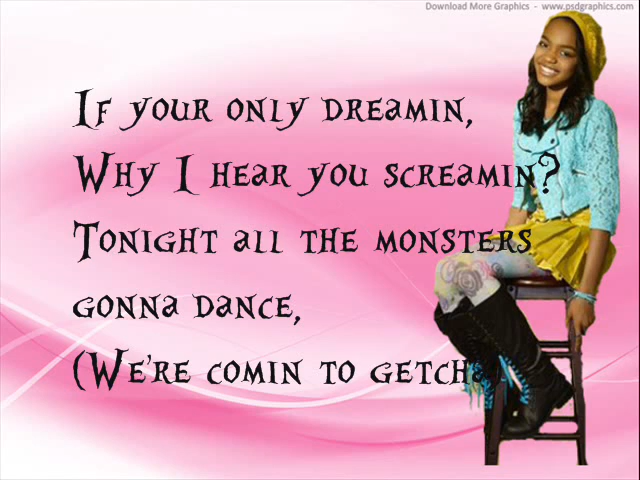 Download More Graphics - www.psdgraphics.com
If your only dreamin,
Why I hear you screamin?
Tonight all the monsters
gonna dance,
(We're comin to getcha